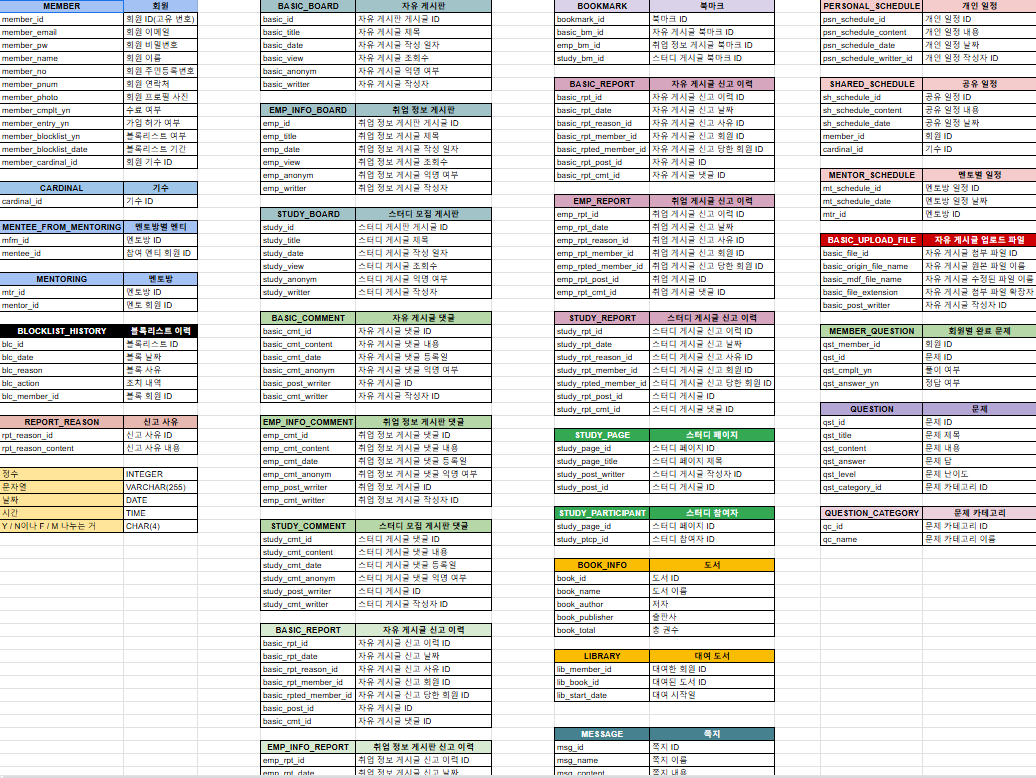 MEMBER 회원
member_id 회원 ID(고유 번호)
member_email 회원 이메일
member_pw 회원 비밀번호
member_name 회원 이름
member_no 회원 주민등록번호
member_pnum 회원 연락처
member_photo 회원 프로필 사진
member_cmplt_yn 수료 여부
member_entry_yn 가입 허가 여부
member_blocklist_yn 블록리스트 여부
member_blocklist_date 블록리스트 기간
member_cardinal_id 회원 기수 ID
CARDINAL 기수
cardinal_id 기수 ID
MENTEE_FROM_MENTORING 멘토방별 멘티
mfm_id 멘토방 ID
mentee_id 참여 멘티 회원 ID
MENTORING 멘토방
mtr_id 멘토방 ID
mentor_id 멘토 회원 ID
BLOCKLIST_HISTORY 블록리스트 이력
blc_id 블록리스트 ID
blc_date 블록 날짜
blc_reason 블록 사유
blc_action 조치 내역
blc_member_id 블록 회원 ID
REPORT_REASON 신고 사유
rpt_reason_id 신고 사유 ID
rpt_reason_content 신고 사유 내용
정수 INTEGER
문자열 VARCHAR(255)
날짜 DATE
시간 TIME
Y / N이나 F / M 나누는 거 CHAR(4)
BASIC_BOARD 자유 게시판
basic_id 자유 게시판 게시글 ID
basic_title 자유 게시글 제목
basic_date 자유 게시글 작성 일자
basic_view 자유 게시글 조회수
basic_anonym 자유 게시글 익명 여부
basic_writter 자유 게시글 작성자
EMP_INFO_BOARD 취업 정보 게시판
emp_id 취업 정보 게시판 게시글 ID
emp_title 취업 정보 게시글 제목
emp_date 취업 정보 게시글 작성 일자
emp_view 취업 정보 게시글 조회수
emp_anonym 취업 정보 게시글 익명 여부
emp_writter 취업 정보 게시글 작성자
STUDY_BOARD 스터디 모집 게시판
study_id 스터디 게시판 게시글 ID
study_title 스터디 게시글 제목
study_date 스터디 게시글 작성 일자
study_view 스터디 게시글 조회수
study_anonym 스터디 게시글 익명 여부
study_writter 스터디 게시글 작성자
BASIC_COMMENT 자유 게시글 댓글
basic_cmt_id 자유 게시글 댓글 ID
basic_cmt_content 자유 게시글 댓글 내용
basic_cmt_date 자유 게시글 댓글 등록일
basic_cmt_anonym 자유 게시글 댓글 익명 여부
basic_post_wrriter 자유 게시글 ID
basic_cmt_writter 자유 게시글 작성자 ID
EMP_INFO_COMMENT 취업 정보 게시판 댓글
emp_cmt_id 취업 정보 게시글 댓글 ID
emp_cmt_content 취업 정보 게시글 댓글 내용
emp_cmt_date 취업 정보 게시글 댓글 등록일
emp_cmt_anonym 취업 정보 게시글 댓글 익명 여부
emp_post_wrriter 취업 정보 게시글 ID
emp_cmt_writter 취업 정보 게시글 작성자 ID
STUDY_COMMENT 스터디 모집 게시판 댓글
study_cmt_id 스터디 게시글 댓글 ID
study_cmt_content 스터디 게시글 댓글 내용
study_cmt_date 스터디 게시글 댓글 등록일
study_cmt_anonym 스터디 게시글 댓글 익명 여부
study_post_wrriter 스터디 게시글 ID
study_cmt_writter 스터디 게시글 작성자 ID
BASIC_REPORT 자유 게시글 신고 이력
basic_rpt_id 자유 게시글 신고 이력 ID
basic_rpt_date 자유 게시글 신고 날짜
basic_rpt_reason_id 자유 게시글 신고 사유 ID
basic_rpt_member_id 자유 게시글 신고 회원 ID
basic_rpted_member_id 자유 게시글 신고 당한 회원 ID
basic_post_id 자유 게시글 ID
basic_cmt_id 자유 게시글 댓글 ID
EMP_INFO_REPORT 취업 정보 게시판 신고 이력
emp_rpt_id 취업 정보 게시글 신고 이력 ID
emp_rpt_date 취업 정보 게시글 신고 날짜
BOOKMARK 북마크
bookmark_id 북마크 ID
basic_bm_id 자유 게시글 북마크 ID
emp_bm_id 취업 정보 게시글 북마크 ID
study_bm_id 스터디 게시글 북마크 ID
BASIC_REPORT 자유 게시글 신고 이력
basic_rpt_id 자유 게시글 신고 이력 ID
basic_rpt_date 자유 게시글 신고 날짜
basic_rpt_reason_id 자유 게시글 신고 사유 ID
basic_rpt_member_id 자유 게시글 신고 회원 ID
basic_rpted_member_id 자유 게시글 신고 당한 회원 ID
basic_rpt_post_id 자유 게시글 ID
basic_rpt_cmt_id 자유 게시글 댓글 ID
EMP_REPORT 취업 게시글 신고 이력
emp_rpt_id 취업 게시글 신고 이력 ID
emp_rpt_date 취업 게시글 신고 날짜
emp_rpt_reason_id 취업 게시글 신고 사유 ID
emp_rpt_member_id 취업 게시글 신고 회원 ID
emp_rpted_member_id 취업 게시글 신고 당한 회원 ID
emp_rpt_post_id 취업 게시글 ID
emp_rpt_cmt_id 취업 게시글 댓글 ID
STUDY_REPORT 스터디 게시글 신고 이력
study_rpt_id 스터디 게시글 신고 이력 ID
study_rpt_date 스터디 게시글 신고 날짜
study_rpt_reason_id 스터디 게시글 신고 사유 ID
study_rpt_member_id 스터디 게시글 신고 회원 ID
study_rpted_member_id 스터디 게시글 신고 당한 회원 ID
study_rpt_post_id 스터디 게시글 ID
study_rpt_cmt_id 스터디 게시글 댓글 ID
STUDY_PAGE 스터디 페이지
study_page_id 스터디 페이지 ID
study_page_title 스터디 페이지 제목
study_post_writter 스터디 게시글 작성자 ID
study_post_id 스터디 게시글 ID
STUDY_PARTICIPANT 스터디 참여자
study_page_id 스터디 페이지 ID
study_ptcp_id 스터디 참여자 ID
BOOK_INFO 도서
book_id 도서 ID
book_name 도서 이름
book_author 저자
book_publisher 출판사
book_total 총 권수
LIBRARY 대여 도서
lib_member_id 대여한 회원 ID
lib_book_id 대여된 도서 ID
lib_start_date 대여 시작일
MESSAGE 쪽지
msg_id 쪽지 ID
msg_name 쪽지 이름
msg_content 쪽지 내용
PERSONAL_SCHEDULE 개인 일정
psn_schedule_id 개인 일정 ID
psn_schedule_content 개인 일정 내용
psn_schedule_date 개인 일정 날짜
psn_schedule_writter_id 개인 일정 작성자 ID
SHARED_SCHEDULE 공유 일정
sh_schedule_id 공유 일정 ID
sh_schedule_content 공유 일정 내용
sh_schedule_date 공유 일정 날짜
member_id 회원 ID
cardinal_id 기수 ID
MENTOR_SCHEDULE 멘토별 일정
mt_schedule_id 멘토방 일정 ID
mt_schedule_date 멘토방 일정 날짜
mtr_id 멘토방 ID
BASIC_UPLOAD_FILE 자유 게시글 업로드 파일
basic_file_id 자유 게시글 첨부 파일 ID
basic_origin_file_name 자유 게시글 원본 파일 이름
basic_mdf_file_name 자유 게시글 수정된 파일 이름
basic_file_extension 자유 게시글 첨부 파일 확장자
basic_post_writter 자유 게시글 작성자 ID
MEMBER_QUESTION 회원별 완료 문제
qst_member_id 회원 ID
qst_id 문제 ID
qst_cmplt_yn 풀이 여부
qst_answer_yn 정답 여부
QUESTION 문제
qst_id 문제 ID
qst_title 문제 제목
qst_content 문제 내용
qst_answer 문제 답
qst_level 문제 난이도
qst_category_id 문제 카테고리 ID
QUESTION_CATEGORY 문제 카테고리
qc_id 문제 카테고리 ID
qc_name 문제 카테고리 이름